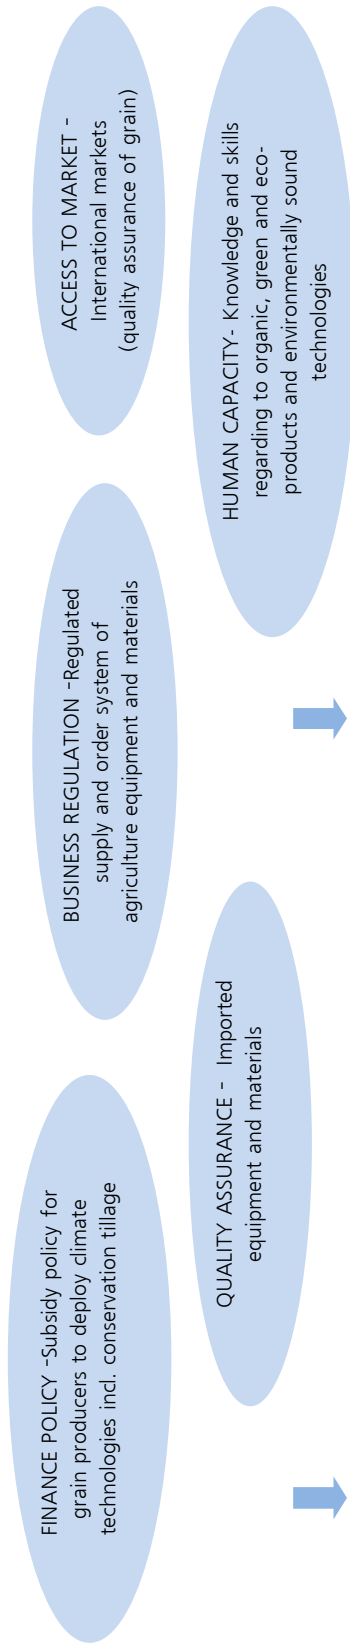 FINANCE POLICY -Subsidy policy for
grain producers to deploy climate
technologies incl. conservation tillage
BUSINESS REGULATION -Regulated
supply and order system of
agriculture equipment and materials
ACCESS TO MARKET -
International markets
(quality assurance of grain)
QUALITY ASSURANCE - Imported
equipment and materials
HUMAN CAPACITY- Knowledge and skills
regarding to organic, green and eco-
products and environmentally sound
technologies